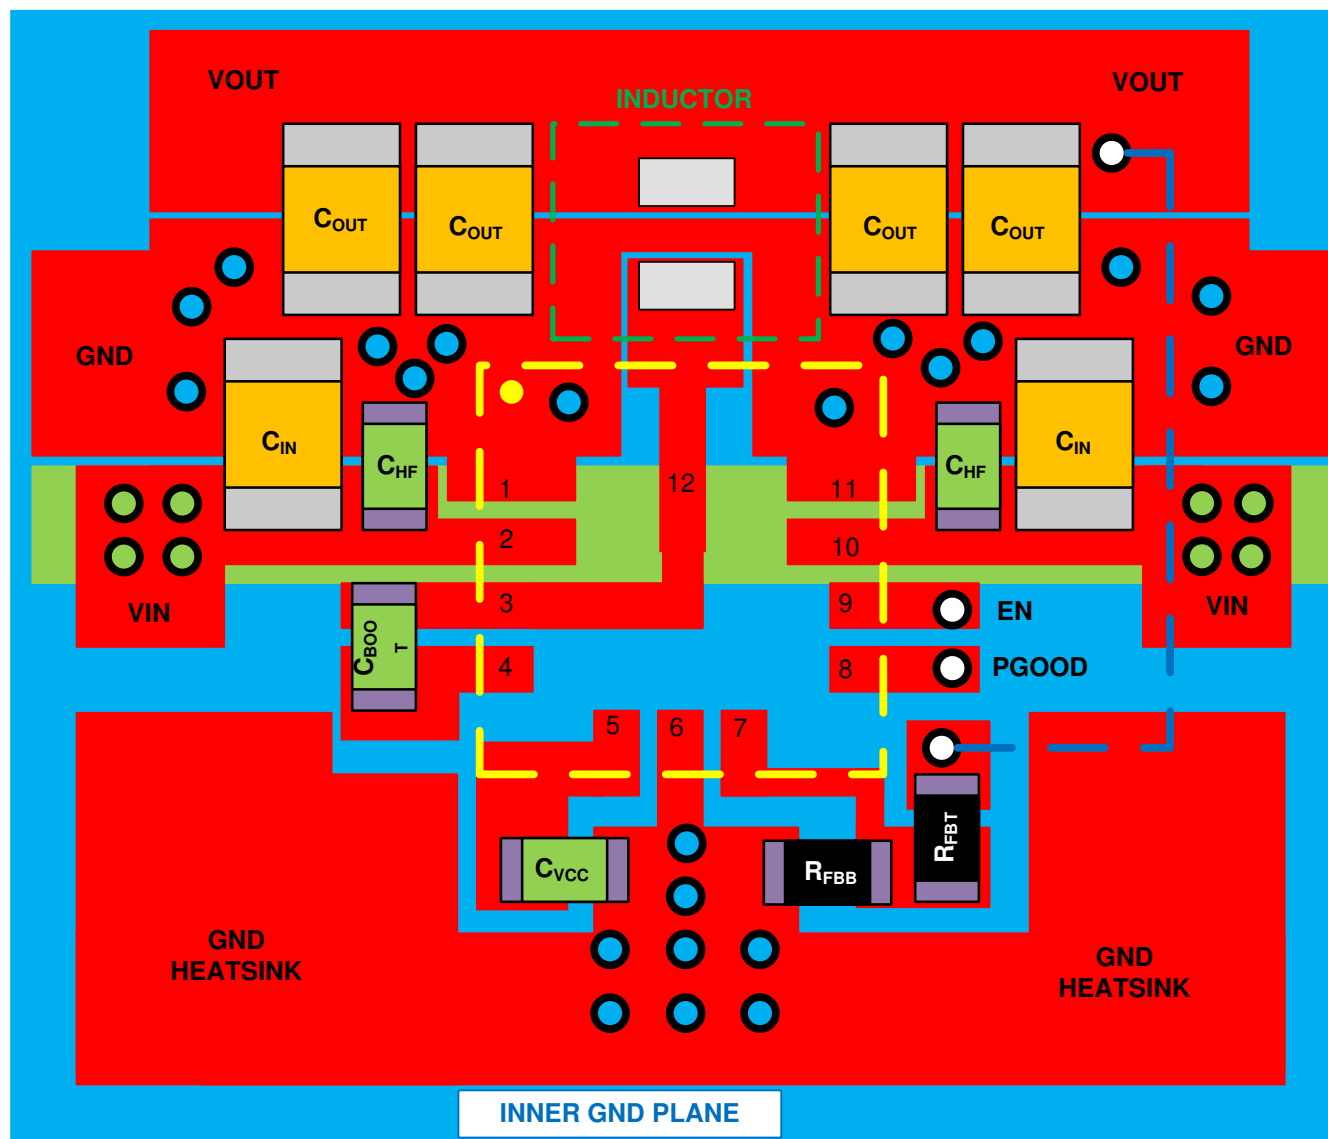 VOUT
VOUT
INDUCTOR
COUT
COUT
COUT
COUT
GND
GND
CIN
CHF
CHF
CIN
1
12
11
2
10
3
9
EN
VIN
VIN
CBOO
T
4
8
PGOOD
5
6
7
CVCC
RFBB
RFBT
GND
HEATSINK
GND
HEATSINK
INNER GND PLANE